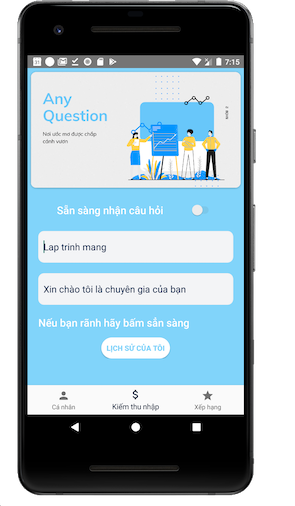 7:15
Any
Question
Nơi ước mơ được chắp
cánh vươn
Sẵn sàng nhận câu hỏi
Lap trinh mang
Xin chào tôi là chuyên gia của bạn
Nếu bạn rãnh hãy bấm sẵn sàng
LỊCH SỬ CỦA TÔI
Cá nhân
Kiếm thu nhập
Xếp hạng